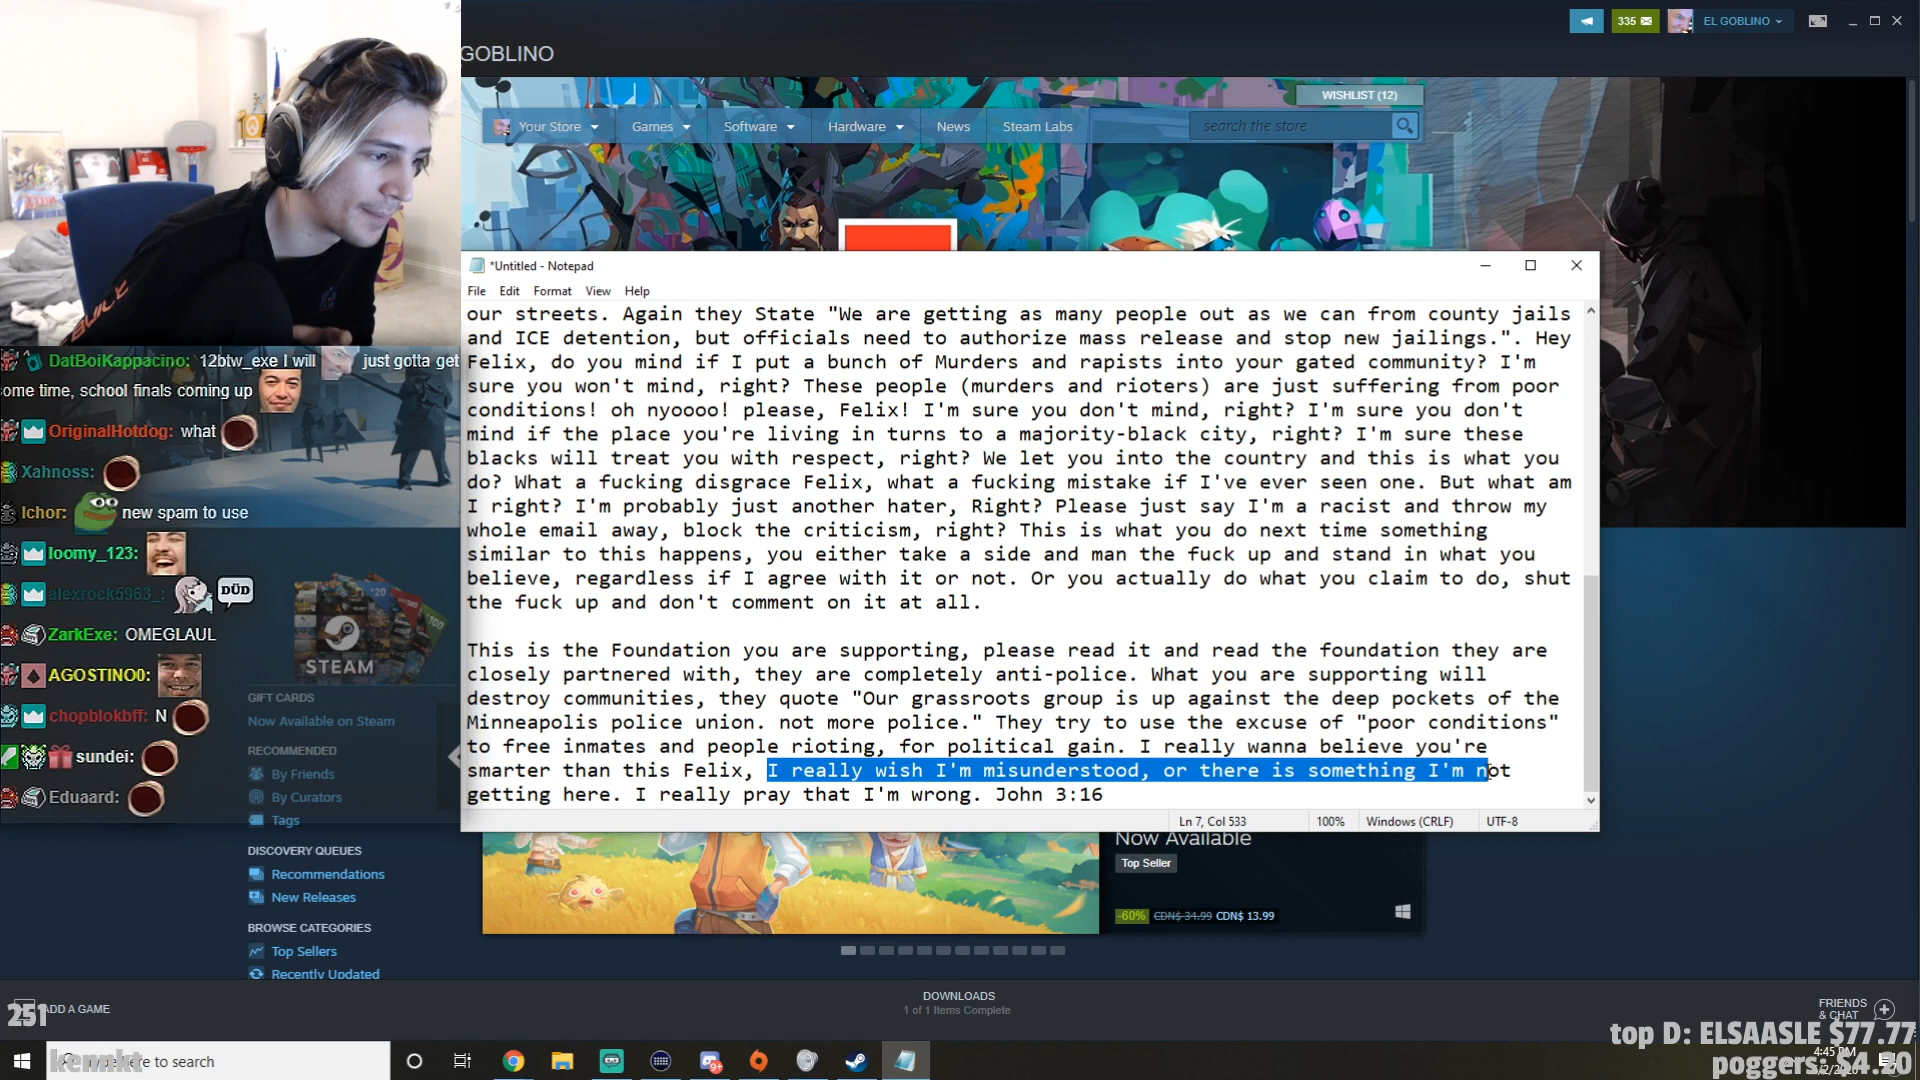 335
EL GOBLINO
GOBLINO
WISHLIST (12)
Your Store
Games
Software
Hardware
News
Steam Labs
search the store
*Untitled - Notepad
File Edit Format View Help
our streets. Again they State "We are getting as many people out as we can from county jails
and ICE detention, but officials need to authorize mass release and stop new jailings.". Hey
Felix, do you mind if I put a bunch of Murders and rapists into your gated community? I'm
sure you won't mind, right? These people (murders and rioters) are just suffering from poor
conditions! oh nyoooo! please, Felix! I'm sure you don't mind, right? I'm sure you don't
mind if the place you're living in turns to a majority-black city, right? I'm sure these
blacks will treat you with respect, right? We let you into the country and this is what you
do? What a fucking disgrace Felix, what a fucking mistake if I've ever seen one. But what am
I right? I'm probably just another hater, Right? Please just say I'm a racist and throw my
whole email away, block the criticism, right? This is what you do next time something
similar to this happens, you either take a side and man the fuck up and stand in what you
believe, regardless if I agree with it or not. Or you actually do what you claim to do, shut
the fuck up and don't comment on it at all.
This is the Foundation you are supporting, please read it and read the foundation they are
closely partnered with, they are completely anti-police. What you are supporting will
destroy communities, they quote "Our grassroots group is up against the deep pockets of the
Minneapolis police union. not more police." They try to use the excuse of "poor conditions"
to free inmates and people rioting, for political gain. I really wanna believe you're
smarter than this Felix, I really wish I'm misunderstood, or there is something I'm not
getting here. I really pray that I'm wrong. John 3:16
Ln 7, Col 533
100%
Windows (CRLF)
UTF-8
DatBoiKappacino: 12btw_exe I will just gotta get
some time, school finals coming up
OriginalHotdog: what
Xahnoss:
Ichor: new spam to use
loomy_123:
alexrock5963_: DÜD
ZarkExe: OMEGLAUL
AGOSTINO0:
chopblokbff: N
sundei:
Eduaard:
STEAM
GIFT CARDS
Now Available on Steam
RECOMMENDED
By Friends
By Curators
Tags
DISCOVERY QUEUES
Recommendations
New Releases
BROWSE CATEGORIES
Top Sellers
Recently Updated
Now Available
Top Seller
-60% CDN$ 34.99 CDN$ 13.99
251
ADD A GAME
DOWNLOADS
1 of 1 Items Complete
FRIENDS
& CHAT
top D: ELSAASLE $77.77
poggers: $4.20
kennkt
here to search
4:45 PM